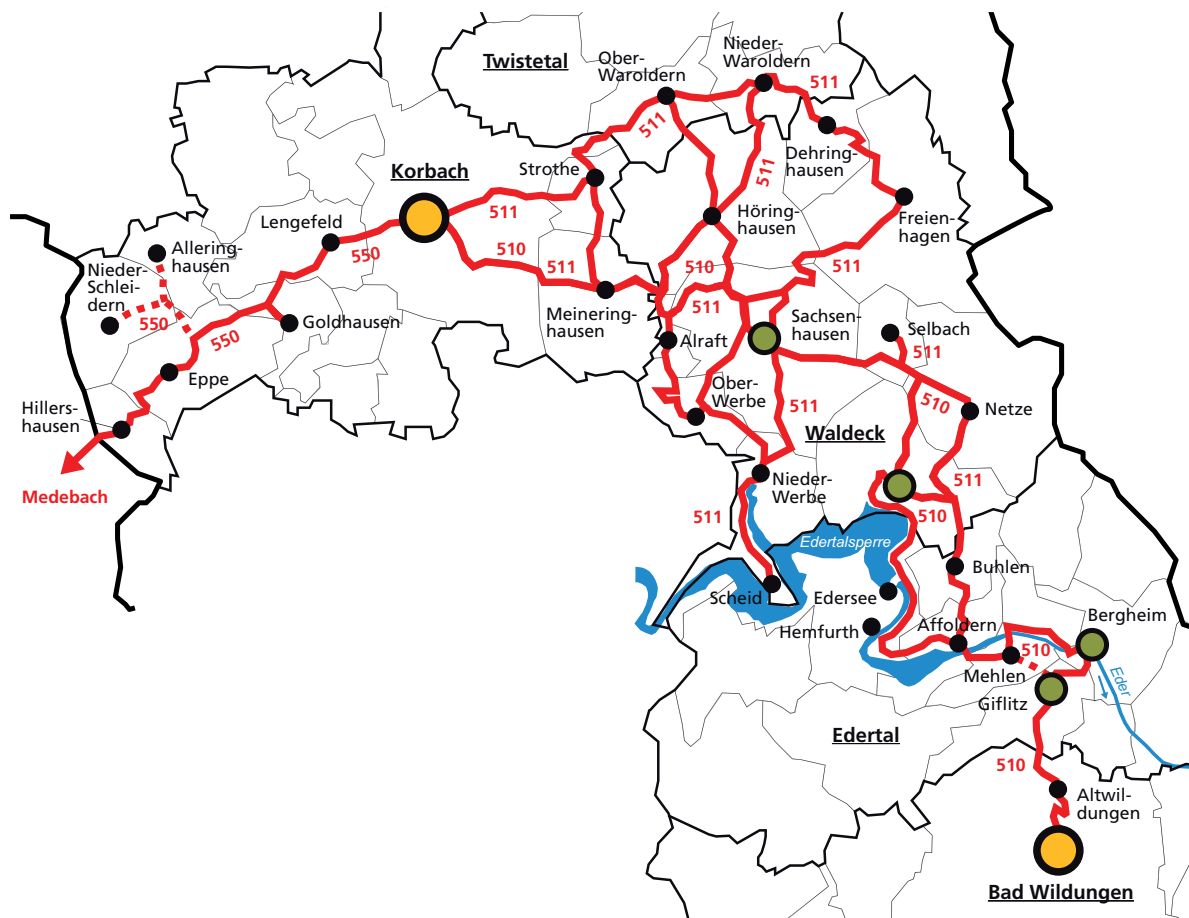 Twistetal
Ober-
Waroldern
Nieder-
Waroldern
511
511
Dehring-
hausen
511
Strothe
Korbach
511
Höring-
hausen
Freien-
hagen
Lengefeld
550
510
511
510
511
Allering-
hausen
Nieder-
Schlei-
dern
550
550
Goldhausen
Meinering-
hausen
511
Sachsen-
hausen
Selbach
511
Alraft
Eppe
Ober-
Werbe
510
Netze
Hillers-
hausen
511
Waldeck
Medebach
Nieder-
Werbe
511
511
510
Edertalsperre
Buhlen
Scheid
Edersee
Hemfurth
Affoldern
Bergheim
510
Mehlen
Giflitz
Eder
Edertal
510
Altwil-
dungen
Bad Wildungen